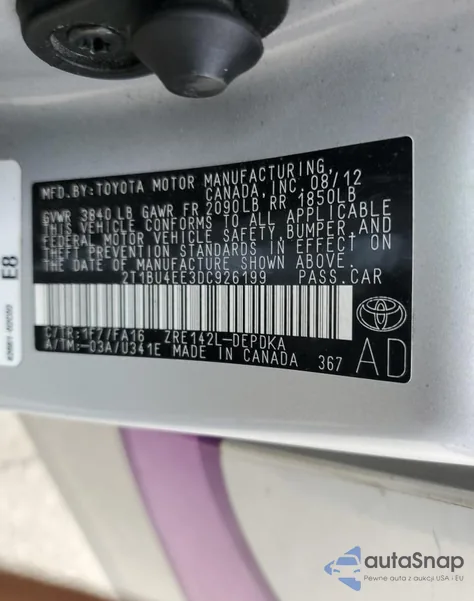 MFD.BY:TOYOTA MOTOR MANUFACTURING,
CANADA, INC. 08/12
GVWR 3840 LB GAWR FR 2090LB RR 1850LB
THIS VEHICLE CONFORMS TO ALL APPLICABLE
FEDERAL MOTOR VEHICLE SAFETY,BUMPER,AND
THEFT PREVENTION STANDARDS IN EFFECT ON
THE DATE OF MANUFACTURE SHOWN ABOVE.
2T1BU4EE3DC926199 PASS.CAR
C/TR:1F7/FA16 ZRE142L-DEPDKA
A/TM:-03A/U341E MADE IN CANADA 367
AD
E8
autoSnap
Pewne auta z aukcji USA i EU